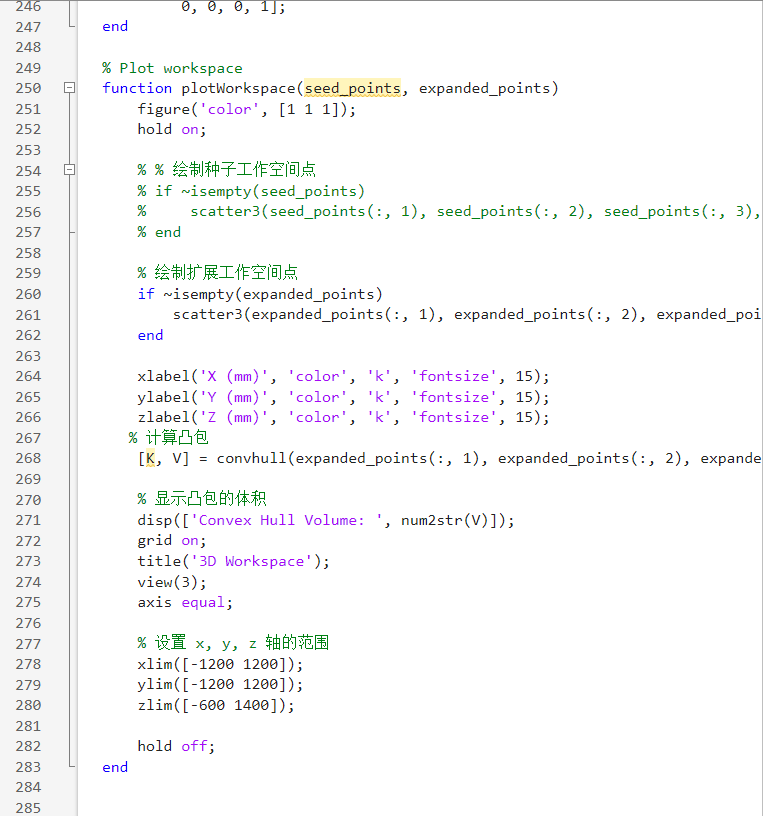 246 0, 0, 0, 1];
247 end
248
249 % Plot workspace
250 function plotWorkspace(seed_points, expanded_points)
251 figure('color', [1 1 1]);
252 hold on;
253
254 % % 绘制种子工作空间点
255 % if ~isempty(seed_points)
256 % scatter3(seed_points(:, 1), seed_points(:, 2), seed_points(:, 3),
257 % end
258
259 % 绘制扩展工作空间点
260 if ~isempty(expanded_points)
261 scatter3(expanded_points(:, 1), expanded_points(:, 2), expanded_poi
262 end
263
264 xlabel('X (mm)', 'color', 'k', 'fontsize', 15);
265 ylabel('Y (mm)', 'color', 'k', 'fontsize', 15);
266 zlabel('Z (mm)', 'color', 'k', 'fontsize', 15);
267 % 计算凸包
268 [K, V] = convhull(expanded_points(:, 1), expanded_points(:, 2), expande
269
270 % 显示凸包的体积
271 disp(['Convex Hull Volume: ', num2str(V)]);
272 grid on;
273 title('3D Workspace');
274 view(3);
275 axis equal;
276
277 % 设置 x, y, z 轴的范围
278 xlim([-1200 1200]);
279 ylim([-1200 1200]);
280 zlim([-600 1400]);
281
282 hold off;
283 end
284
285